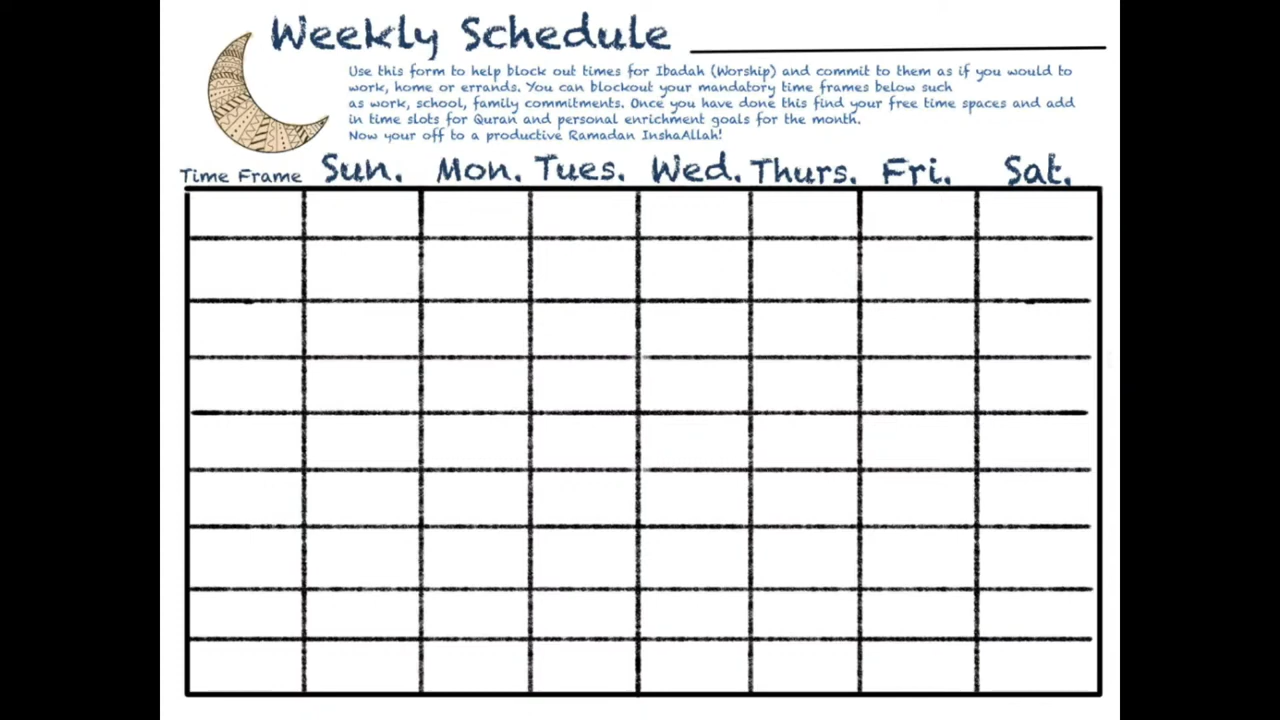 Weekly Schedule
Use this form to help block out times for Ibadah (Worship) and commit to them as if you would to
work, home or errands. You can blockout your mandatory time frames below such
as work, school, family commitments. Once you have done this find your free time spaces and add
in time slots for Quran and personal enrichment goals for the month.
Now your off to a productive Ramadan InshaAllah!
Time Frame Sun. Mon. Tues. Wed. Thurs. Fri. Sat.